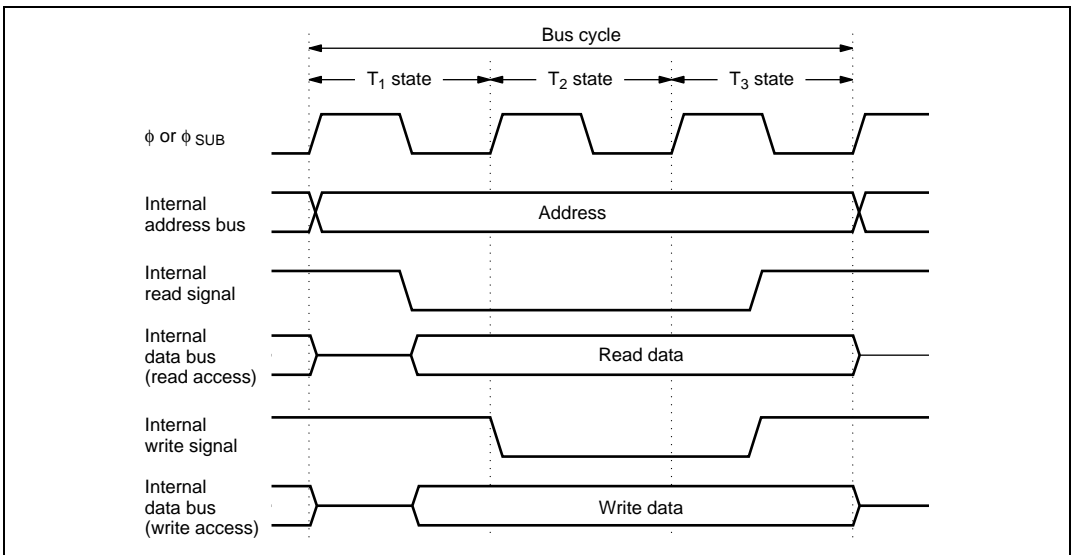 Bus cycle
T₁ state
T₂ state
T₃ state
ϕ or ϕ SUB
Internal
address bus
Address
Internal
read signal
Internal
data bus
(read access)
Read data
Internal
write signal
Internal
data bus
(write access)
Write data